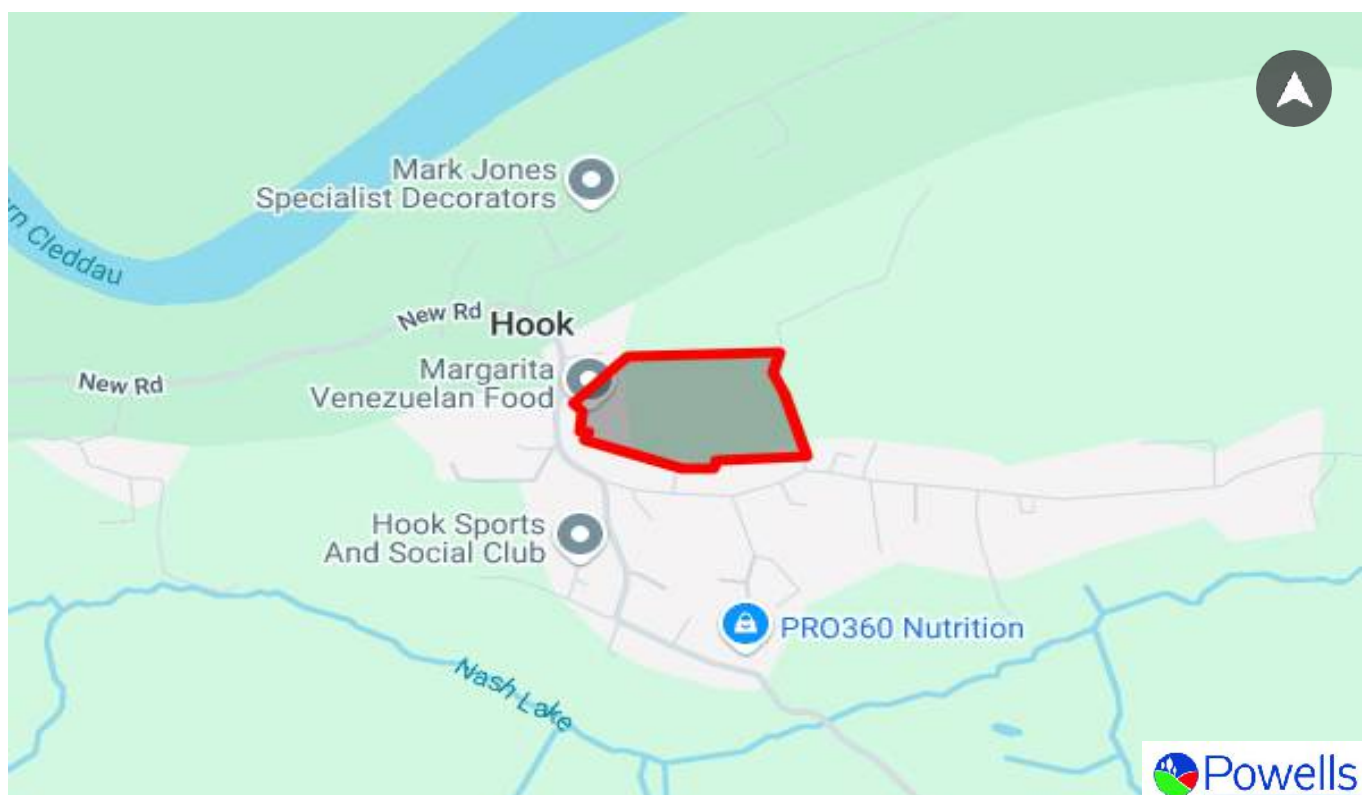 Mark Jones
Specialist Decorators
rn Cleddau
New Rd
Hook
New Rd
Margarita
Venezuelan Food
Hook Sports
And Social Club
PRO360 Nutrition
Nash Lake
Powells